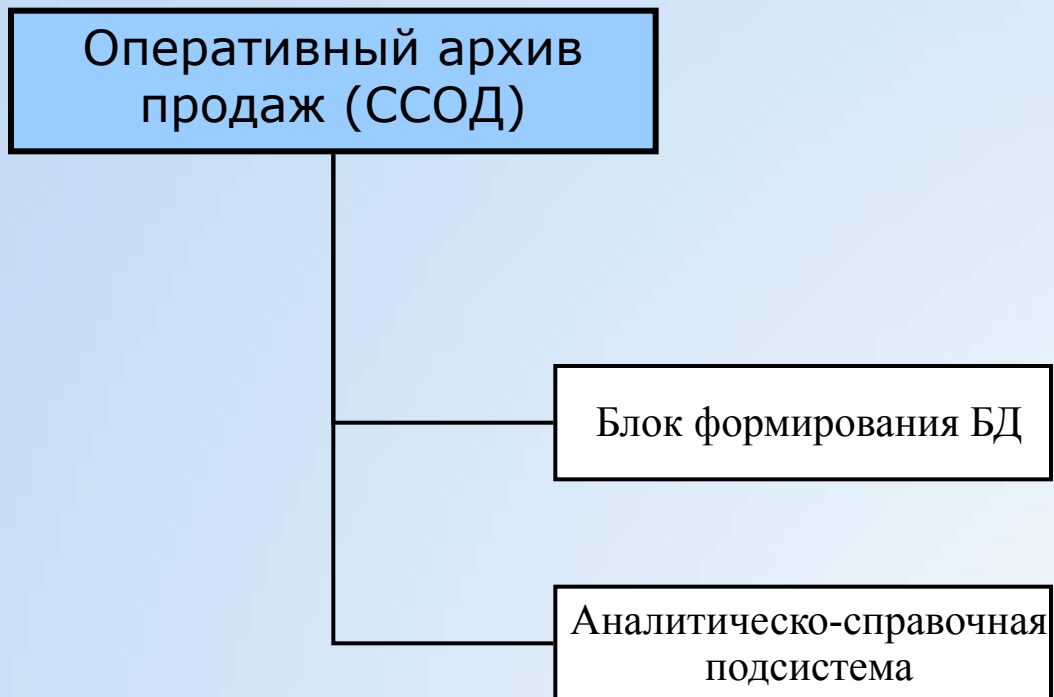 Оперативный архив
продаж (ССОД)
Блок формирования БД
Аналитическо-справочная
подсистема